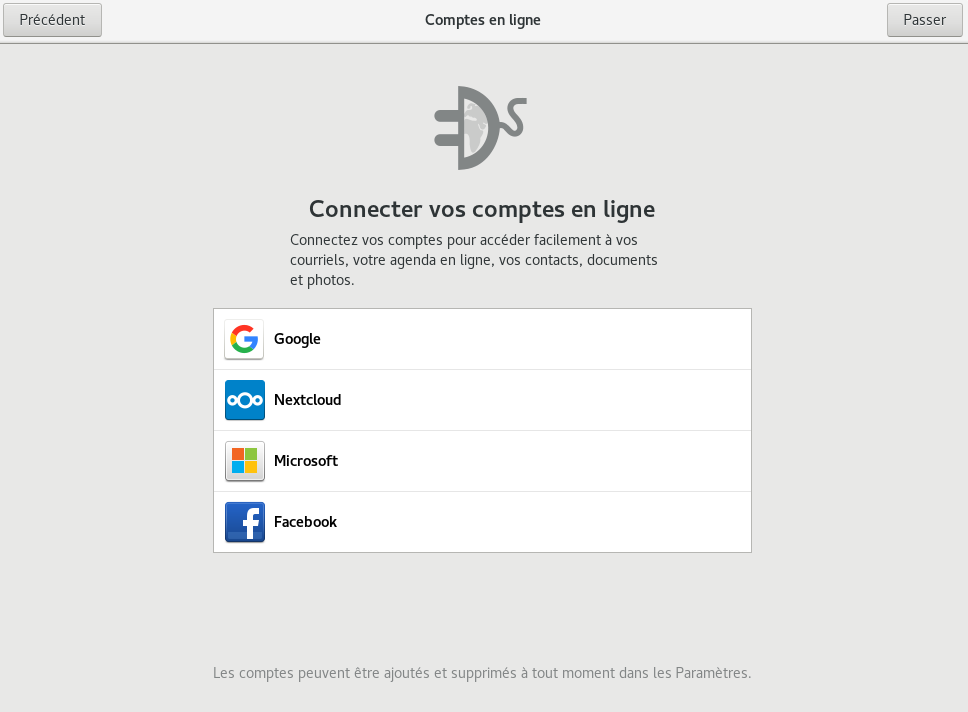 Précédent
Comptes en ligne
Passer
Connecter vos comptes en ligne
Connectez vos comptes pour accéder facilement à vos
courriels, votre agenda en ligne, vos contacts, documents
et photos.
Google
Nextcloud
Microsoft
Facebook
Les comptes peuvent être ajoutés et supprimés à tout moment dans les Paramètres.